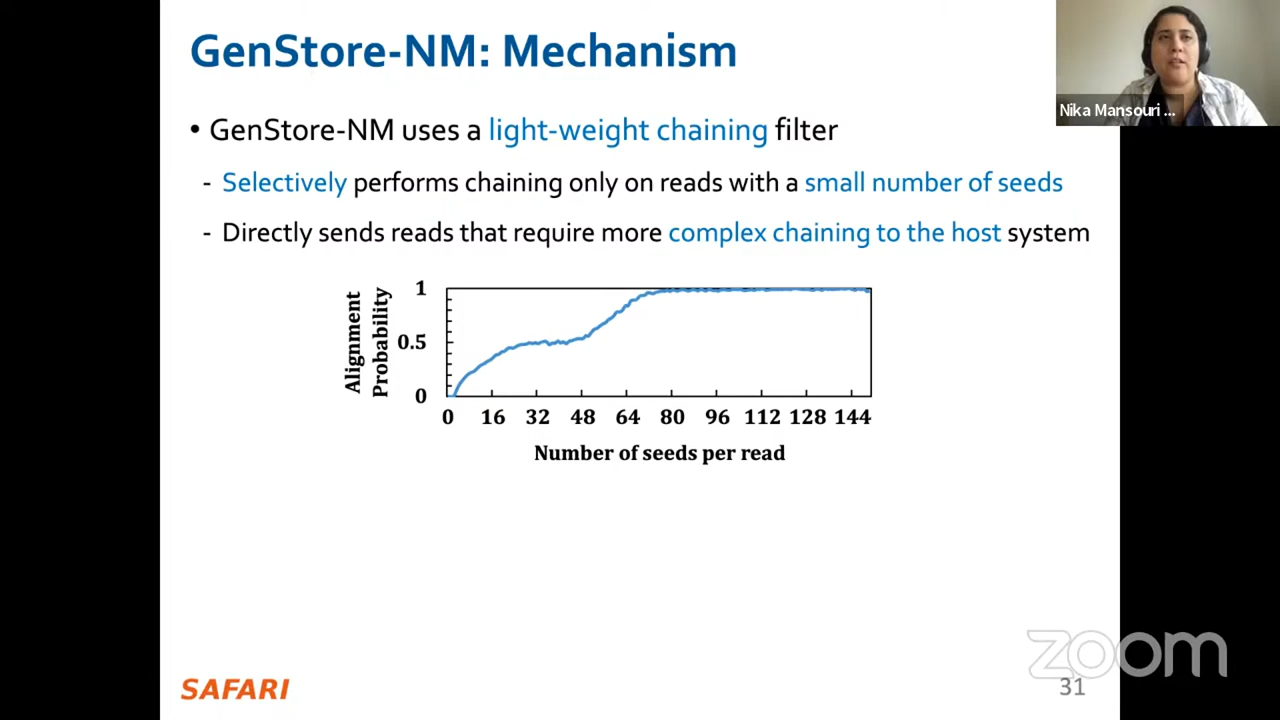 GenStore-NM: Mechanism
Nika Mansouri ...
• GenStore-NM uses a light-weight chaining filter
- Selectively performs chaining only on reads with a small number of seeds
- Directly sends reads that require more complex chaining to the host system
Alignment
Probability
1
0.5
0
0 16 32 48 64 80 96 112 128 144
Number of seeds per read
zoom
SAFARI
31